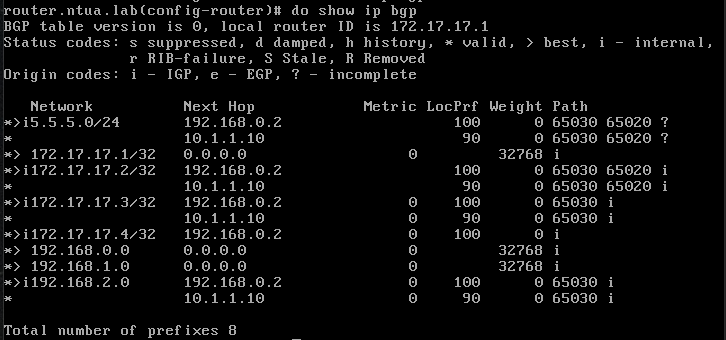 router.ntua.lab(config-router)# do show ip bgp
BGP table version is 0, local router ID is 172.17.17.1
Status codes: s suppressed, d damped, h history, * valid, > best, i - internal,
              r RIB-failure, S Stale, R Removed
Origin codes: i - IGP, e - EGP, ? - incomplete

   Network          Next Hop            Metric LocPrf Weight Path
*>i5.5.5.0/24       192.168.0.2                   100      0 65030 65020 ?
*                   10.1.1.10                      90      0 65030 65020 ?
*> 172.17.17.1/32   0.0.0.0                  0         32768 i
*>i172.17.17.2/32   192.168.0.2                   100      0 65030 65020 i
*                   10.1.1.10                      90      0 65030 65020 i
*>i172.17.17.3/32   192.168.0.2              0    100      0 65030 i
*                   10.1.1.10                0     90      0 65030 i
*>i172.17.17.4/32   192.168.0.2              0    100      0 i
*> 192.168.0.0      0.0.0.0                  0         32768 i
*> 192.168.1.0      0.0.0.0                  0         32768 i
*>i192.168.2.0      192.168.0.2              0    100      0 65030 i
*                   10.1.1.10                0     90      0 65030 i

Total number of prefixes 8